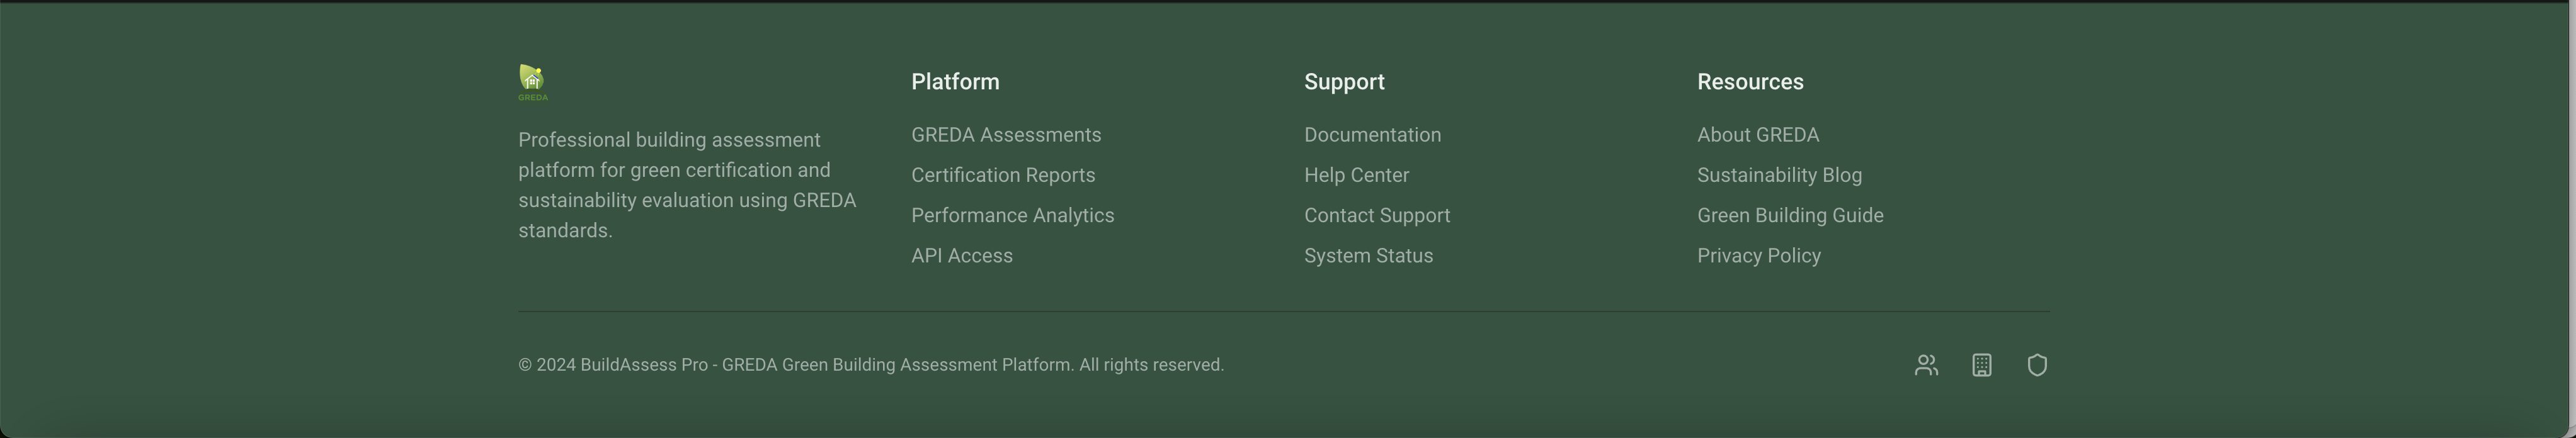 GREDA
Professional building assessment
platform for green certification and
sustainability evaluation using GREDA
standards.
Platform
GREDA Assessments
Certification Reports
Performance Analytics
API Access
Support
Documentation
Help Center
Contact Support
System Status
Resources
About GREDA
Sustainability Blog
Green Building Guide
Privacy Policy
© 2024 BuildAssess Pro - GREDA Green Building Assessment Platform. All rights reserved.